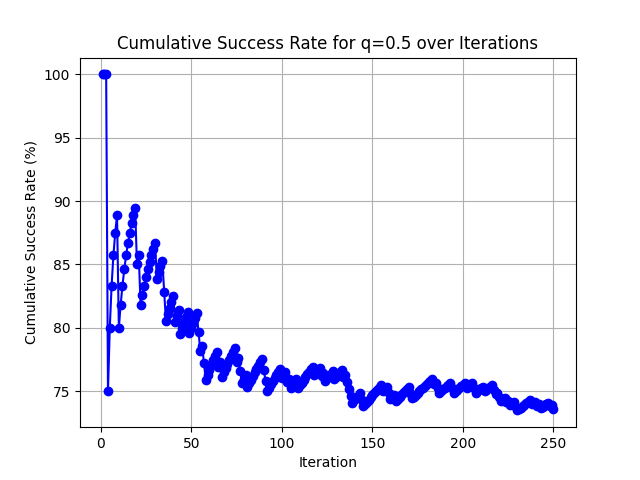 Cumulative Success Rate for q=0.5 over Iterations
100
95
90
85
80
75
Cumulative Success Rate (%)
0 50 100 150 200 250
Iteration